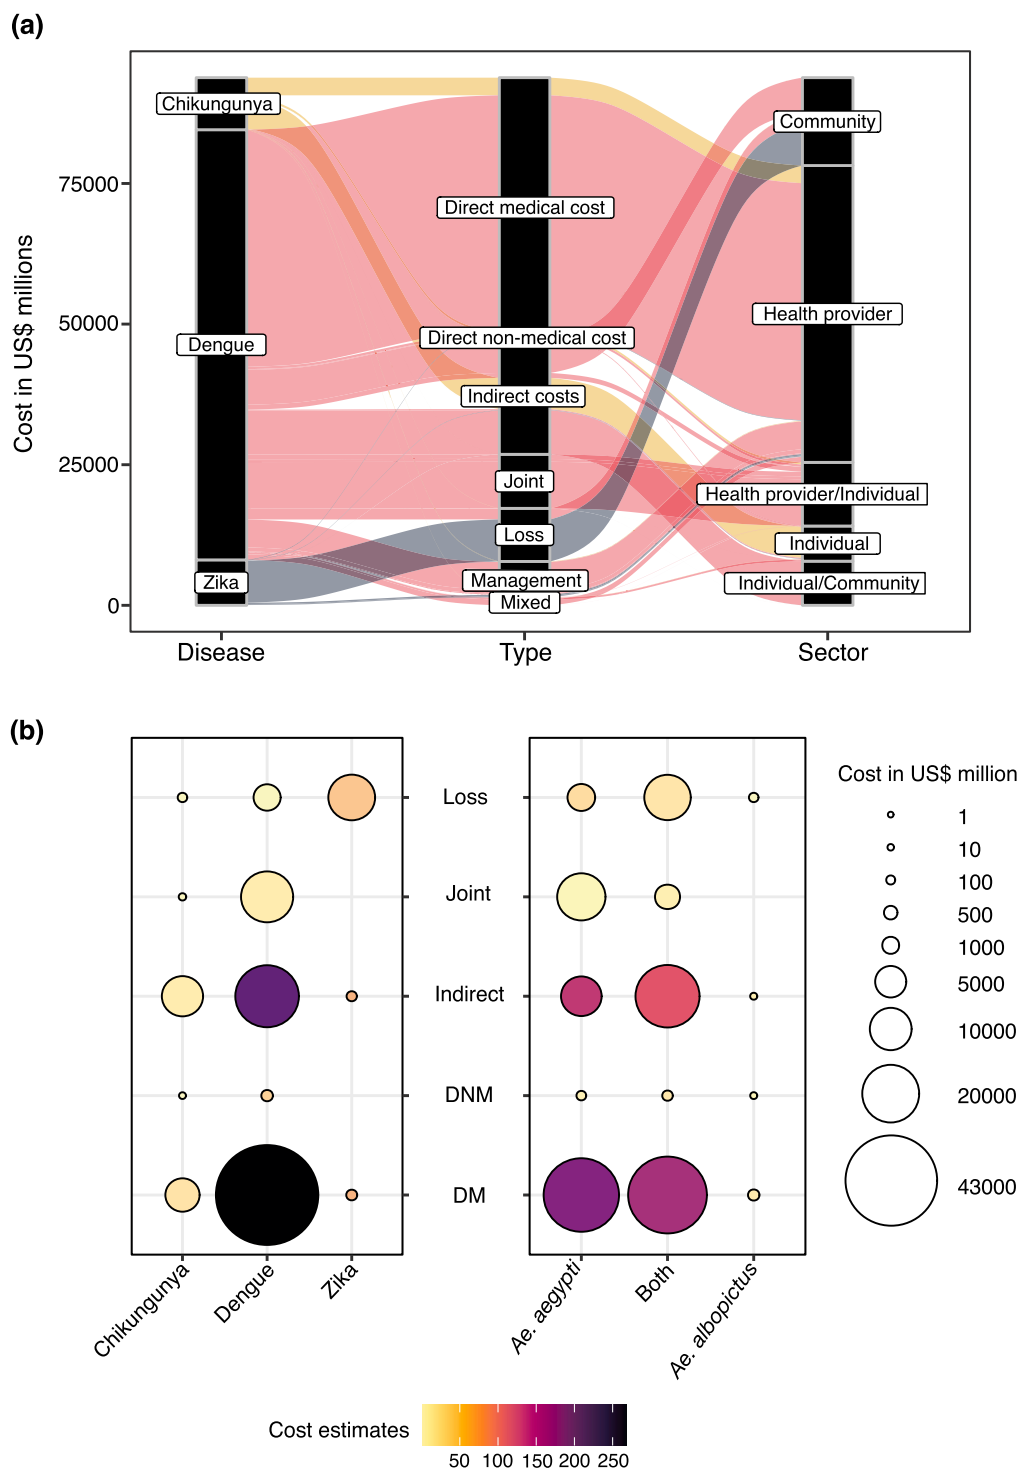 (a)
Cost in US$ millions
75000
50000
25000
0
Chikungunya
Dengue
Zika
Direct medical cost
Direct non-medical cost
Indirect costs
Joint
Loss
Management
Mixed
Community
Health provider
Health provider/Individual
Individual
Individual/Community
Disease
Type
Sector
(b)
Loss
Joint
Indirect
DNM
DM
Chikungunya
Dengue
Zika
Ae. aegypti
Both
Ae. albopictus
Cost in US$ million
1
10
100
500
1000
5000
10000
20000
43000
Cost estimates
50 100 150 200 250